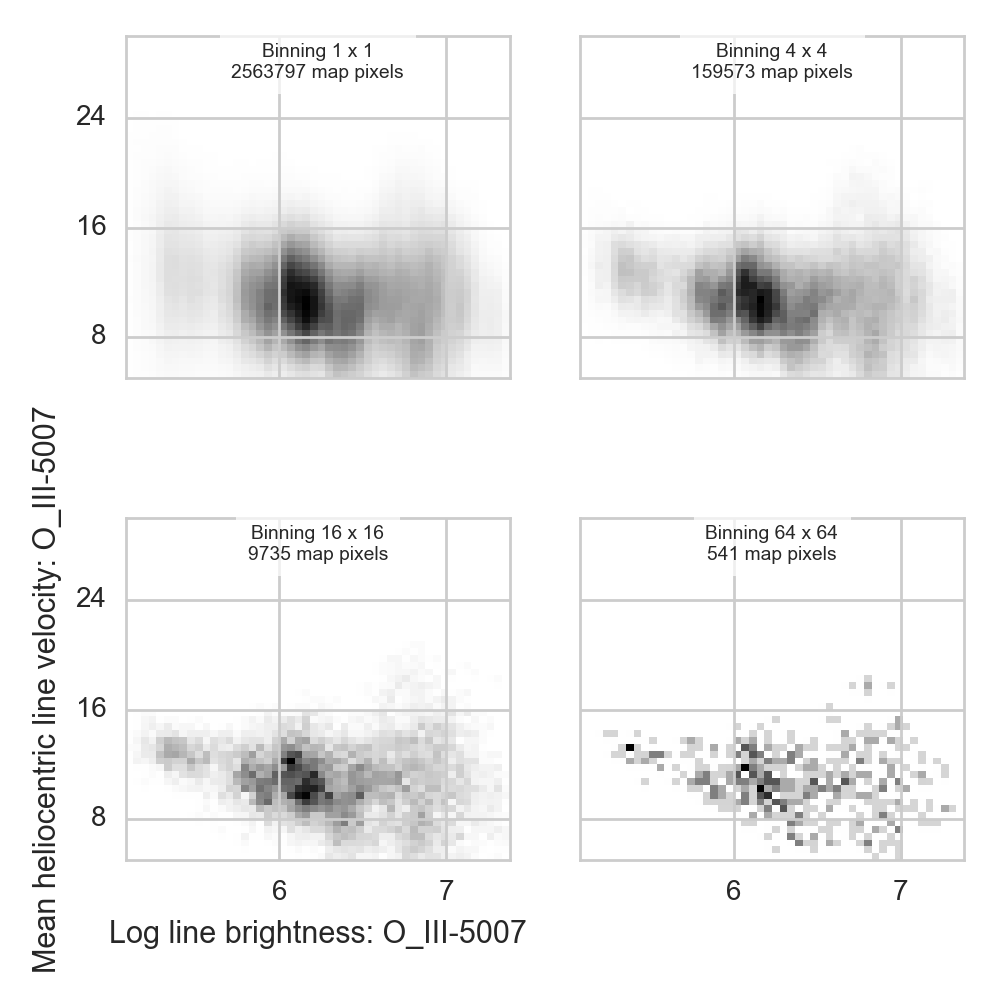 Binning 1 x 1
2563797 map pixels
Binning 4 x 4
159573 map pixels
24
16
8
Binning 16 x 16
9735 map pixels
Binning 64 x 64
541 map pixels
24
16
8
6
7
6
7
Log line brightness: O_III-5007
Mean heliocentric line velocity: O_III-5007